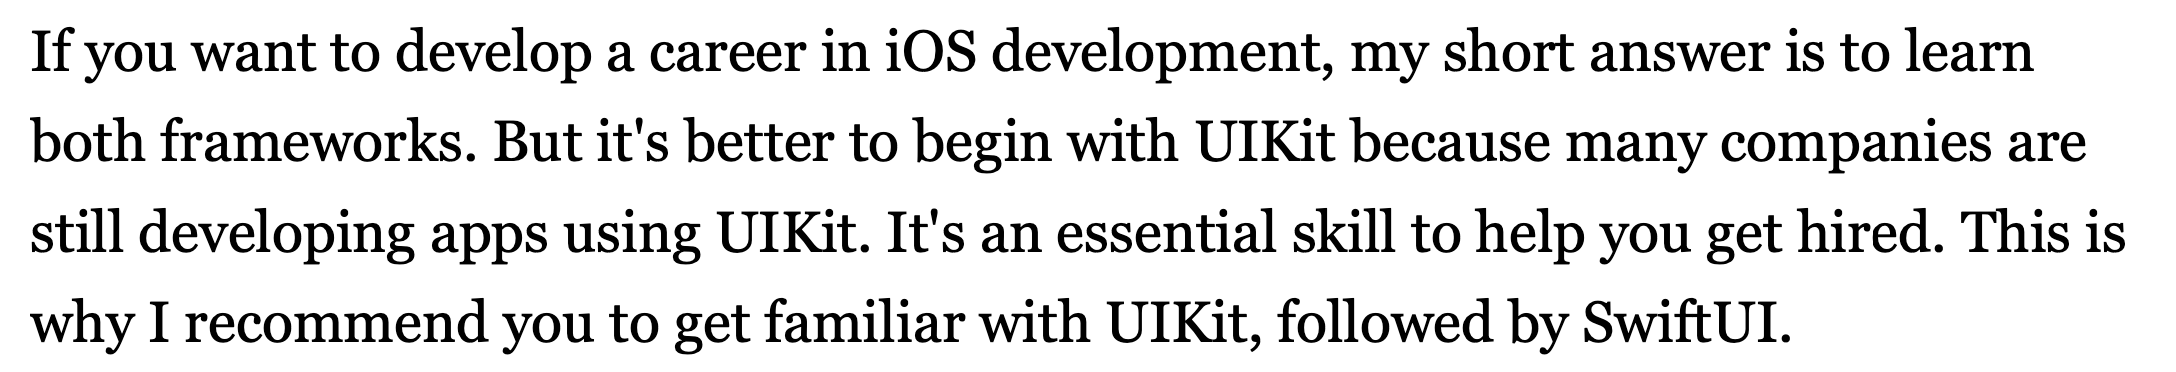 If you want to develop a career in iOS development, my short answer is to learn
both frameworks. But it's better to begin with UIKit because many companies are
still developing apps using UIKit. It's an essential skill to help you get hired. This is
why I recommend you to get familiar with UIKit, followed by SwiftUI.